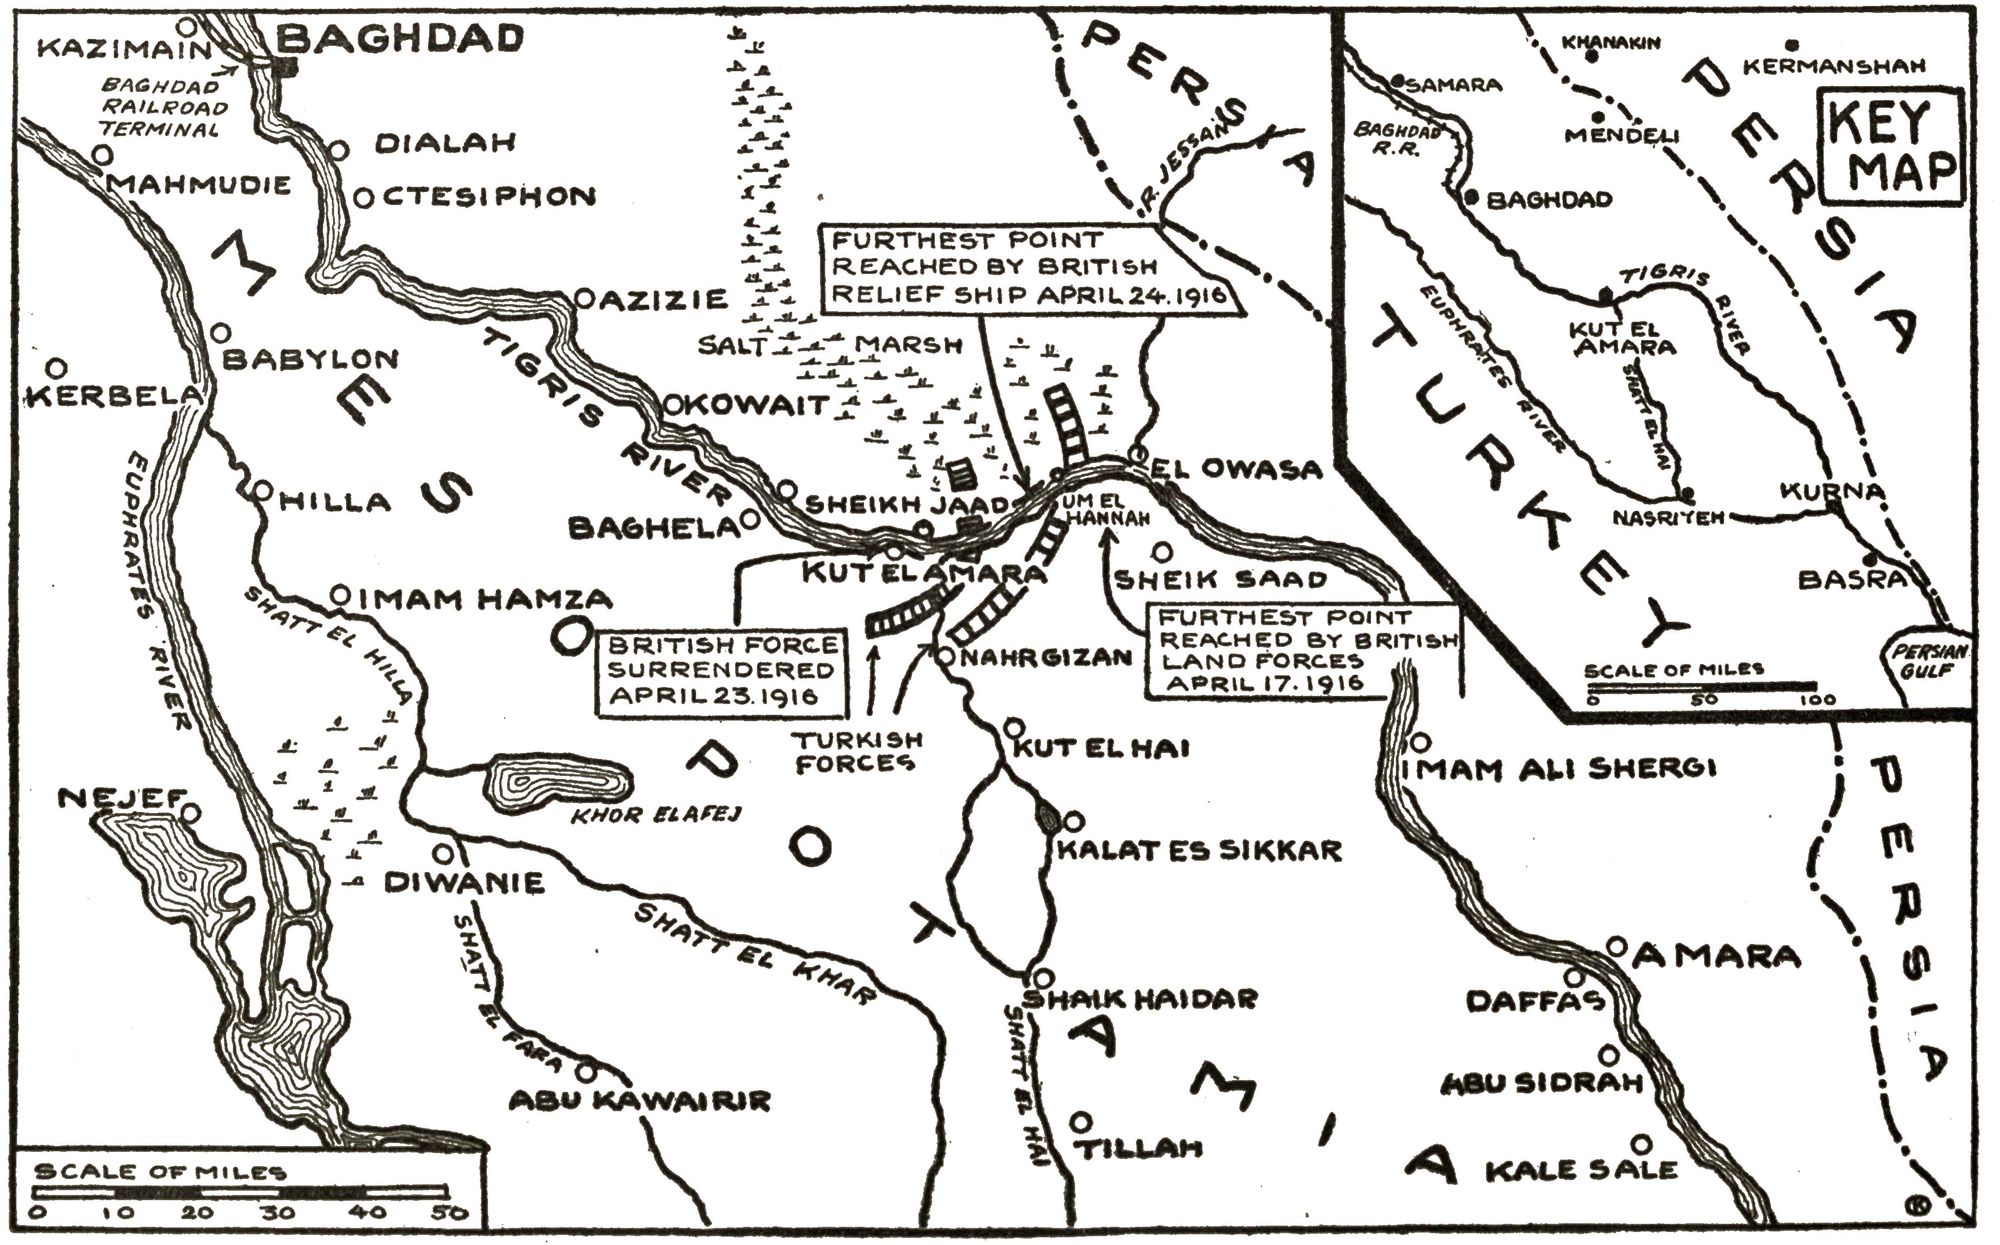 KAZIMAIN
BAGHDAD
BAGHDAD
RAILROAD
TERMINAL
DIALAH
MAHMUDIE
CTESIPHON
PERSIA
R. JESSAN
FURTHEST POINT
REACHED BY BRITISH
RELIEF SHIP APRIL 24.1916
AZIZIE
BABYLON
KERBELA
SALT MARSH
TIGRIS RIVER
KOWAIT
EL OWASA
HILLA
SHEIKH JAAD
BAGHELA
UM EL
HANNAH
EUPHRATES RIVER
KUT EL AMARA
SHEIK SAAD
IMAM HAMZA
SHATT EL HILLA
BRITISH FORCE
SURRENDERED
APRIL 23.1916
NAHRGIZAN
FURTHEST POINT
REACHED BY BRITISH
LAND FORCES
APRIL 17.1916
TURKISH
FORCES
KUT EL HAI
IMAM ALI SHERGI
NEJEF
KHOR ELAFEJ
KALAT ES SIKKAR
DIWANIE
SHATT EL KHAR
SHATT EL FARA
AMARA
DAFFAS
SHAIK HAIDAR
SHATT EL HAI
ABU KAWAIRIR
ABU SIDRAH
TILLAH
KALE SALE
MESOPOTAMIA
PERSIA
SCALE OF MILES
0 10 20 30 40 50
K
KEY
MAP
KHANAKIN
KERMANSHAH
SAMARA
BAGHDAD
R.R.
MENDELI
PERSIA
BAGHDAD
TIGRIS RIVER
EUPHRATES RIVER
KUT EL
AMARA
SHATT EL HAI
TURKEY
KURNA
NASRIYEH
BASRA
PERSIAN
GULF
SCALE OF MILES
0 50 100